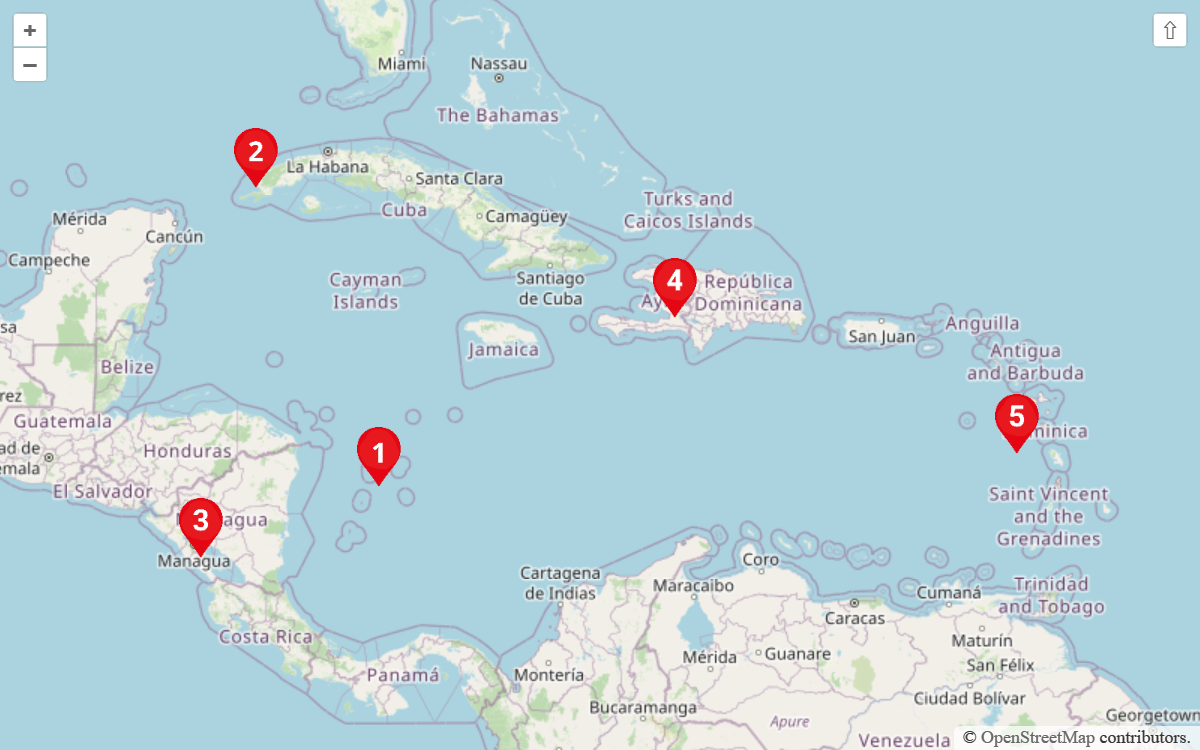 +
−
⇧
Miami
Nassau
The Bahamas
2
La Habana
Santa Clara
Cuba
Camagüey
Turks and
Caicos Islands
Mérida
Cancún
Campeche
Cayman
Islands
Santiago
de Cuba
4
República
Dominicana
Jamaica
San Juan
Anguilla
Antigua
and Barbuda
Belize
5
Guatemala
Honduras
1
El Salvador
3
Managua
Saint Vincent
and the
Grenadines
Cartagena
de Indias
Maracaibo
Coro
Cumaná
Trinidad
and Tobago
Caracas
Costa Rica
Panamá
Montería
Mérida
Guanare
Maturín
San Félix
Ciudad Bolívar
Bucaramanga
Apure
Georgetown
Venezuela
© OpenStreetMap contributors.